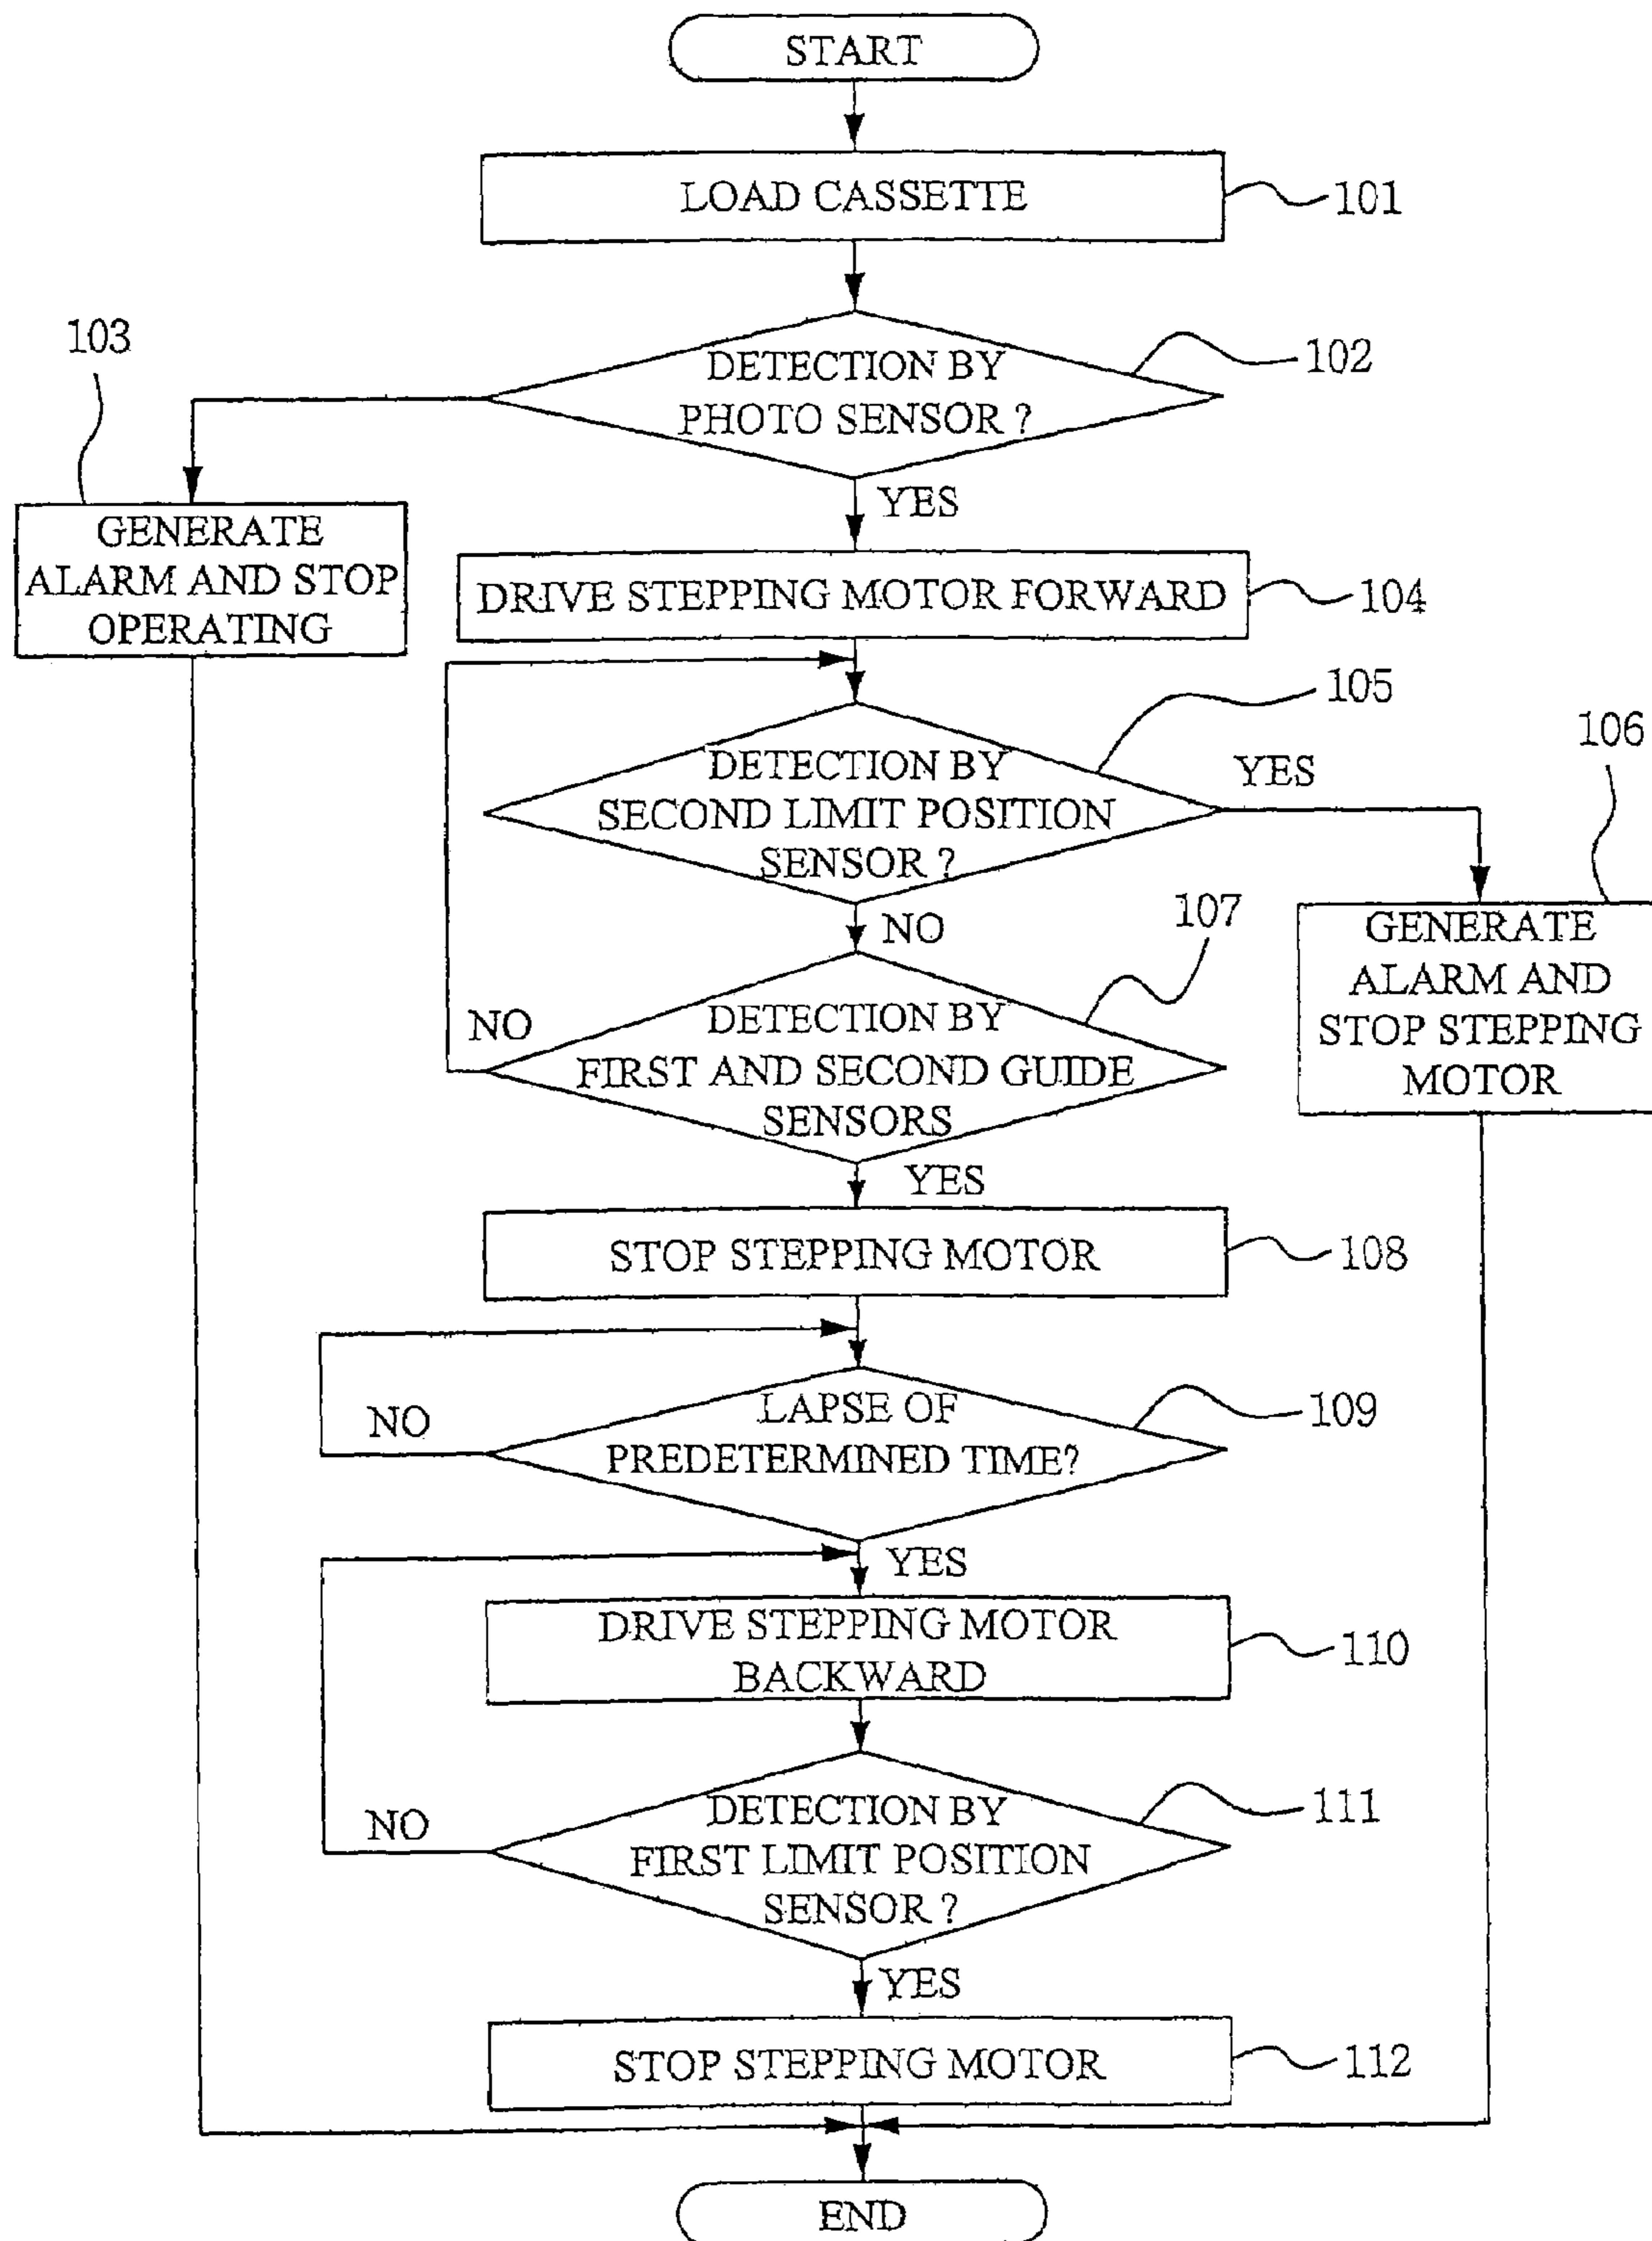 START
LOAD CASSETTE
101
103
DETECTION BY
PHOTO SENSOR ?
102
YES
GENERATE
ALARM AND STOP
OPERATING
DRIVE STEPPING MOTOR FORWARD
104
105
DETECTION BY
SECOND LIMIT POSITION
SENSOR ?
YES
106
NO
107
GENERATE
ALARM AND
STOP STEPPING
MOTOR
NO
DETECTION BY
FIRST AND SECOND GUIDE
SENSORS
YES
STOP STEPPING MOTOR
108
NO
LAPSE OF
PREDETERMINED TIME?
109
YES
DRIVE STEPPING MOTOR
BACKWARD
110
NO
DETECTION BY
FIRST LIMIT POSITION
SENSOR ?
111
YES
STOP STEPPING MOTOR
112
END